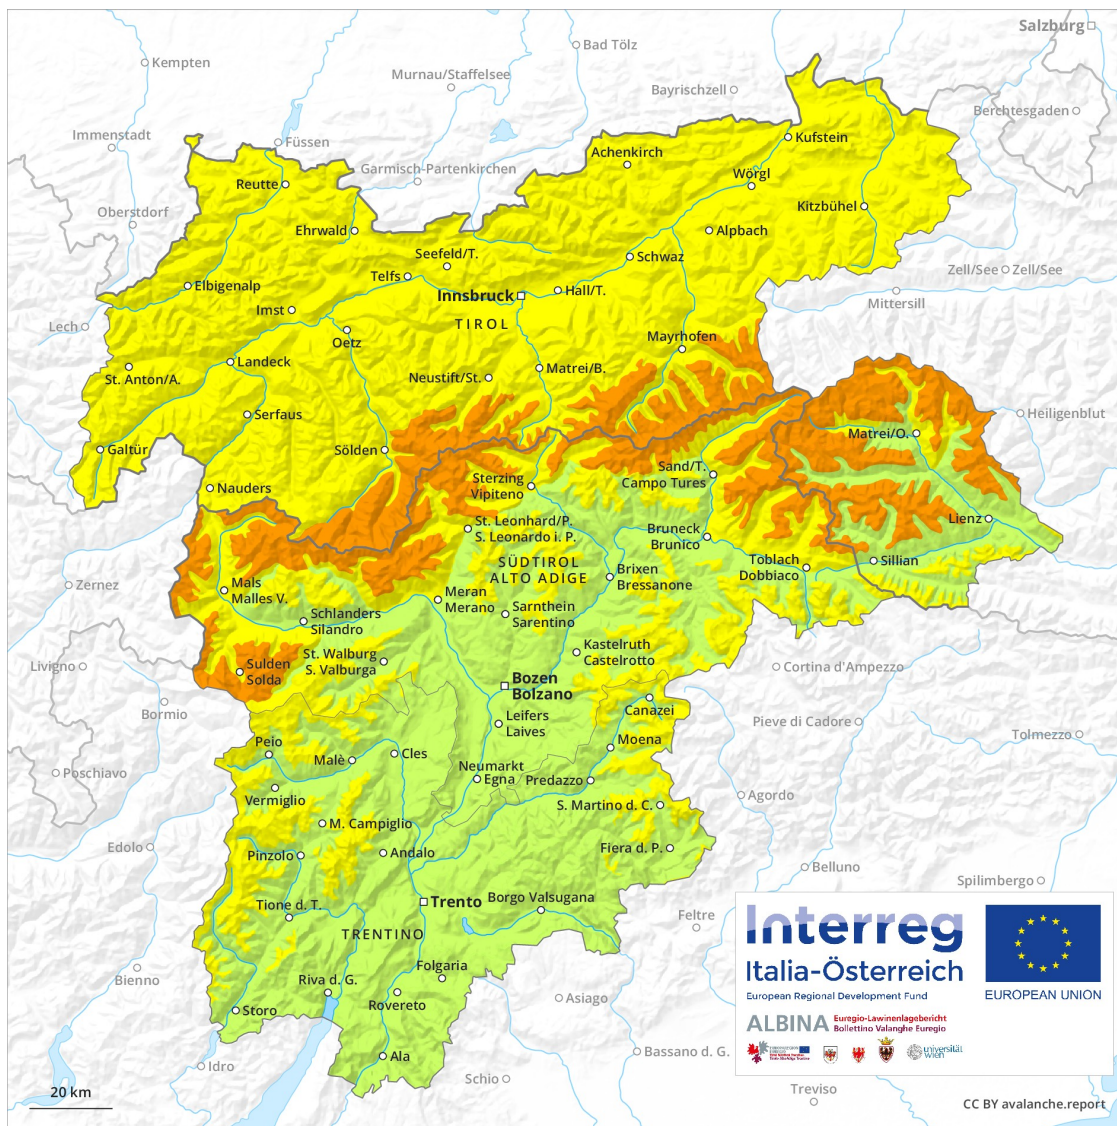 Salzburg
Bad Tölz
Kempten
Murnau/Staffelsee
Bayrischzell
Berchtesgaden
Immenstadt
Füssen
Kufstein
Achenkirch
Garmisch-Partenkirchen
Wörgl
Reutte
Oberstdorf
Kitzbühel
Ehrwald
Alpbach
Seefeld/T.
Schwaz
Telfs
Zell/See
Zell/See
Elbigenalp
Innsbruck
Hall/T.
Mittersill
Imst
TIROL
Lech
Oetz
Mayrhofen
Landeck
Matrei/B.
St. Anton/A.
Neustift/St.
Serfaus
Heiligenblut
Matrei/O.
Galtür
Sölden
Sand/T.
Campo Tures
Sterzing
Vipiteno
Nauders
Lienz
St. Leonhard/P.
S. Leonardo i. P.
Bruneck
Brunico
SÜDTIROL
ALTO ADIGE
Toblach
Dobbiaco
Sillian
Brixen
Bressanone
Zernez
Mals
Malles V.
Meran
Merano
Sarnthein
Sarentino
Schlanders
Silandro
Kastelruth
Castelrotto
St. Walburg
S. Valburga
Livigno
Sulden
Solda
Cortina d'Ampezzo
Bozen
Bolzano
Bormio
Canazei
Leifers
Laives
Pieve di Cadore
Tolmezzo
Peio
Moena
Malè
Cles
Poschiavo
Neumarkt
Egna
Predazzo
Vermiglio
Agordo
S. Martino d. C.
M. Campiglio
Edolo
Pinzolo
Andalo
Fiera d. P.
Belluno
Spilimbergo
Tione d. T.
Trento
Borgo Valsugana
Feltre
TRENTINO
Folgaria
Bienno
Riva d. G.
Rovereto
Asiago
Storo
Ala
Bassano d. G.
Idro
Schio
Treviso
20 km
Interreg
Italia-Österreich
European Regional Development Fund
EUROPEAN UNION
ALBINA
Euregio-Lawinenlagebericht
Bollettino Valanghe Euregio
universität
wien
CC BY avalanche.report